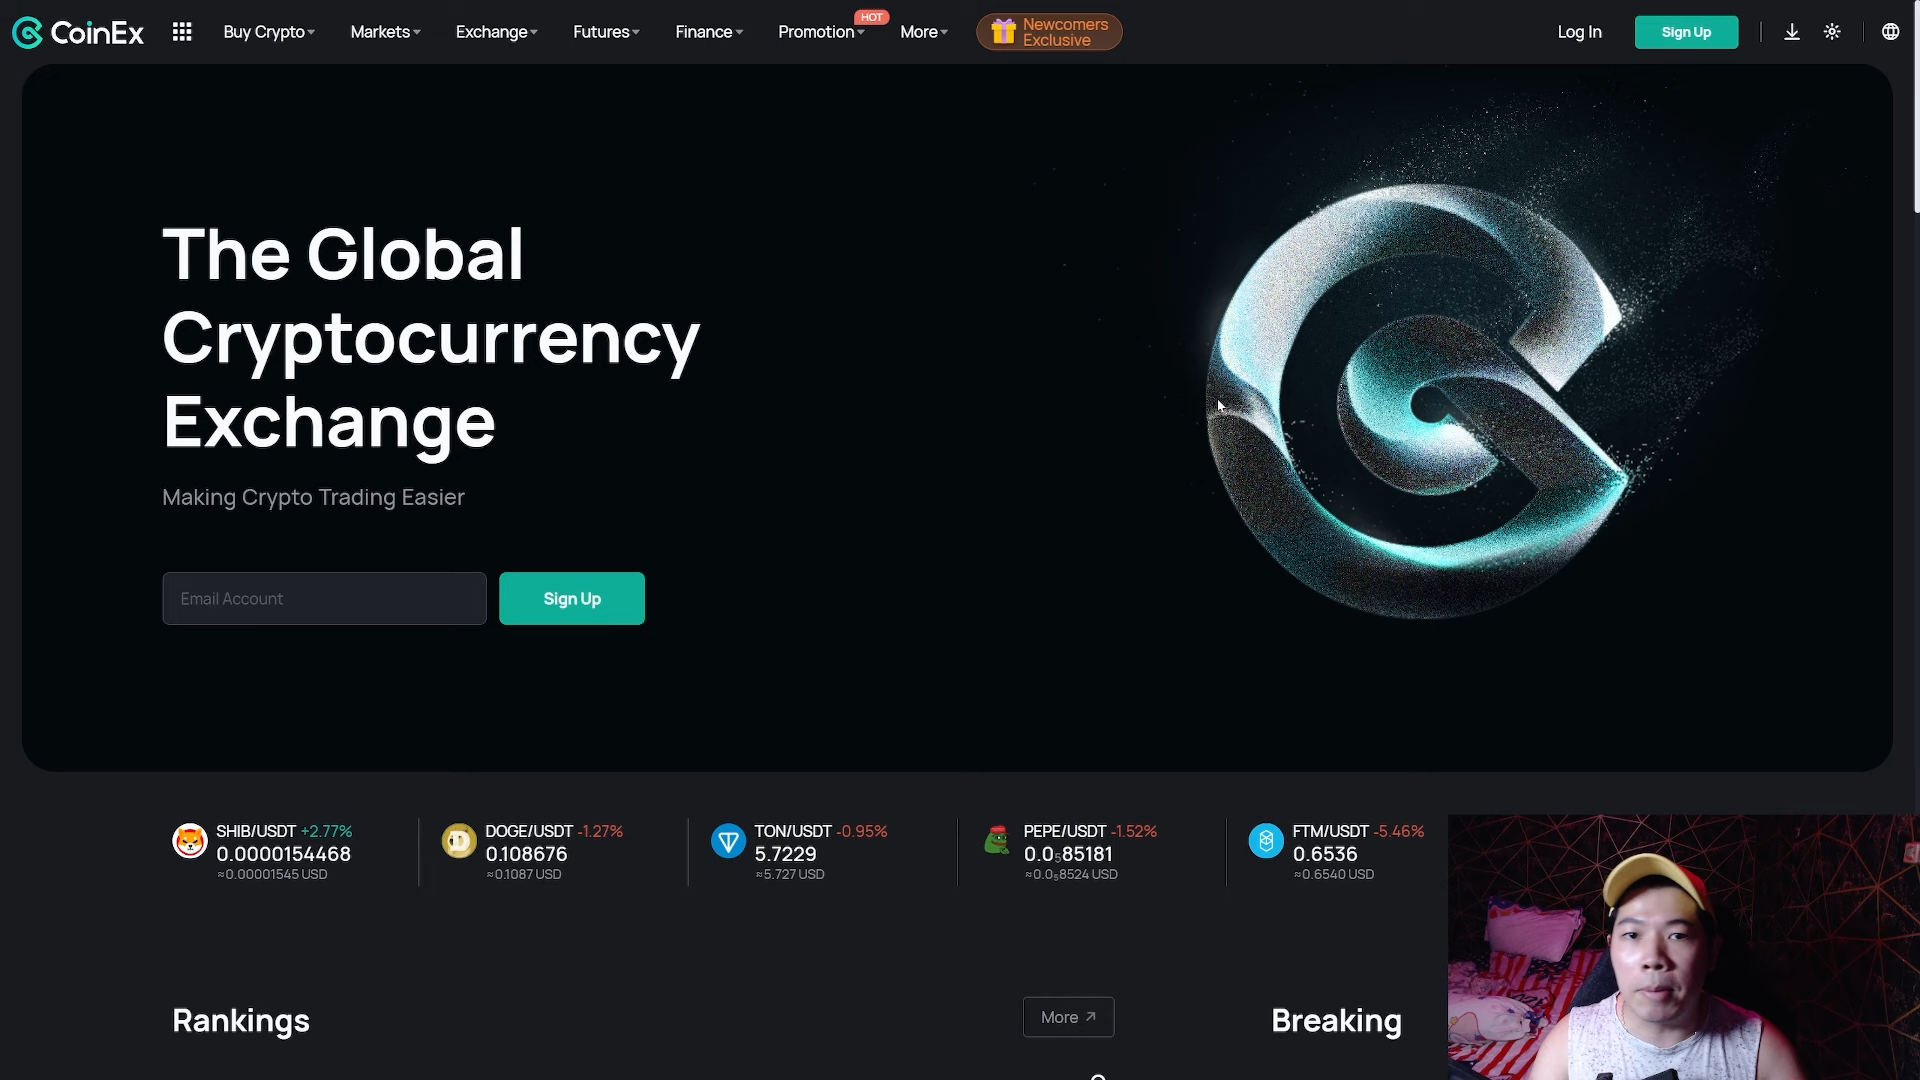 CoinEx
Buy Crypto
Markets
Exchange
Futures
Finance
Promotion
HOT
More
Newcomers
Exclusive
Log In
Sign Up
The Global
Cryptocurrency
Exchange
Making Crypto Trading Easier
Email Account
Sign Up
SHIB/USDT +2.77%
0.0000154468
≈0.00001545 USD
DOGE/USDT -1.27%
0.108676
≈0.1087 USD
TON/USDT -0.95%
5.7229
≈5.727 USD
PEPE/USDT -1.52%
0.0₅85181
≈0.0₅8524 USD
FTM/USDT -5.46%
0.6536
≈0.6540 USD
Rankings
More
Breaking